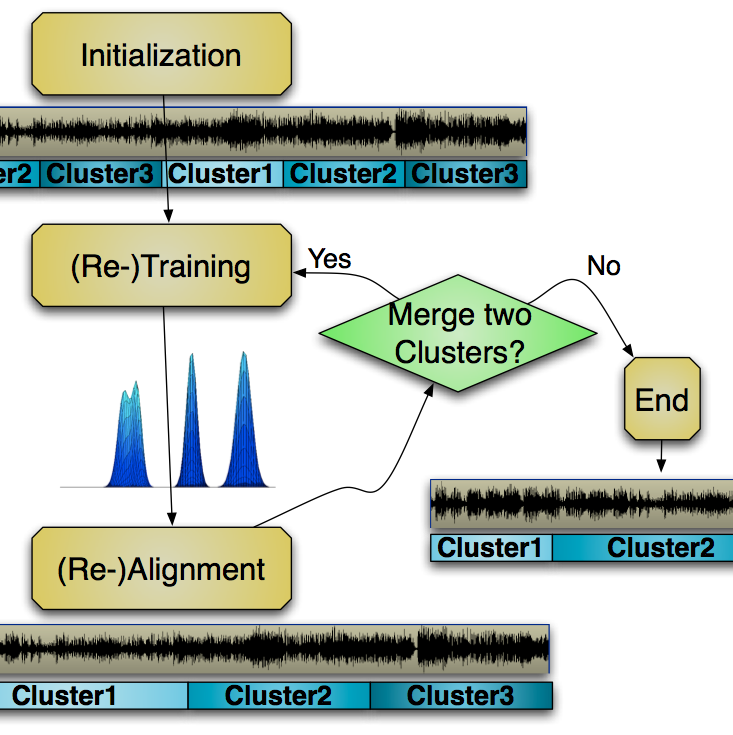 Initialization
er2 Cluster3 Cluster1 Cluster2 Cluster3
(Re-)Training
Yes
No
Merge two
Clusters?
End
Cluster1 Cluster2
(Re-)Alignment
Cluster1 Cluster2 Cluster3